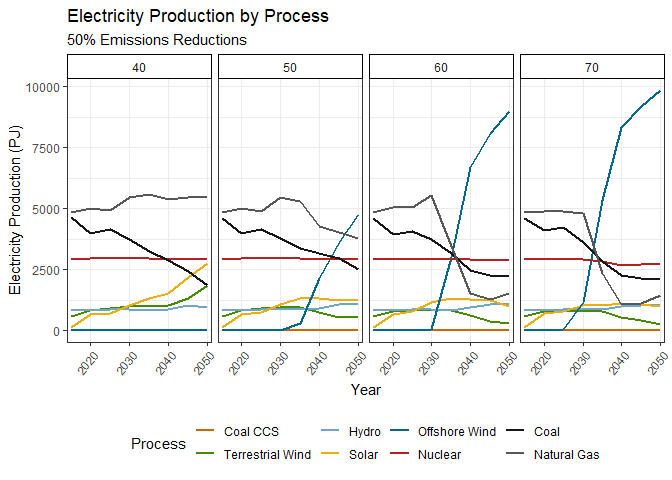 Electricity Production by Process
50% Emissions Reductions
40 50 60 70
Electricity Production (PJ)
10000
7500
5000
2500
0
2020 2030 2040 2050 2020 2030 2040 2050 2020 2030 2040 2050 2020 2030 2040 2050
Year
Process
Coal CCS Hydro Offshore Wind Coal
Terrestrial Wind Solar Nuclear Natural Gas